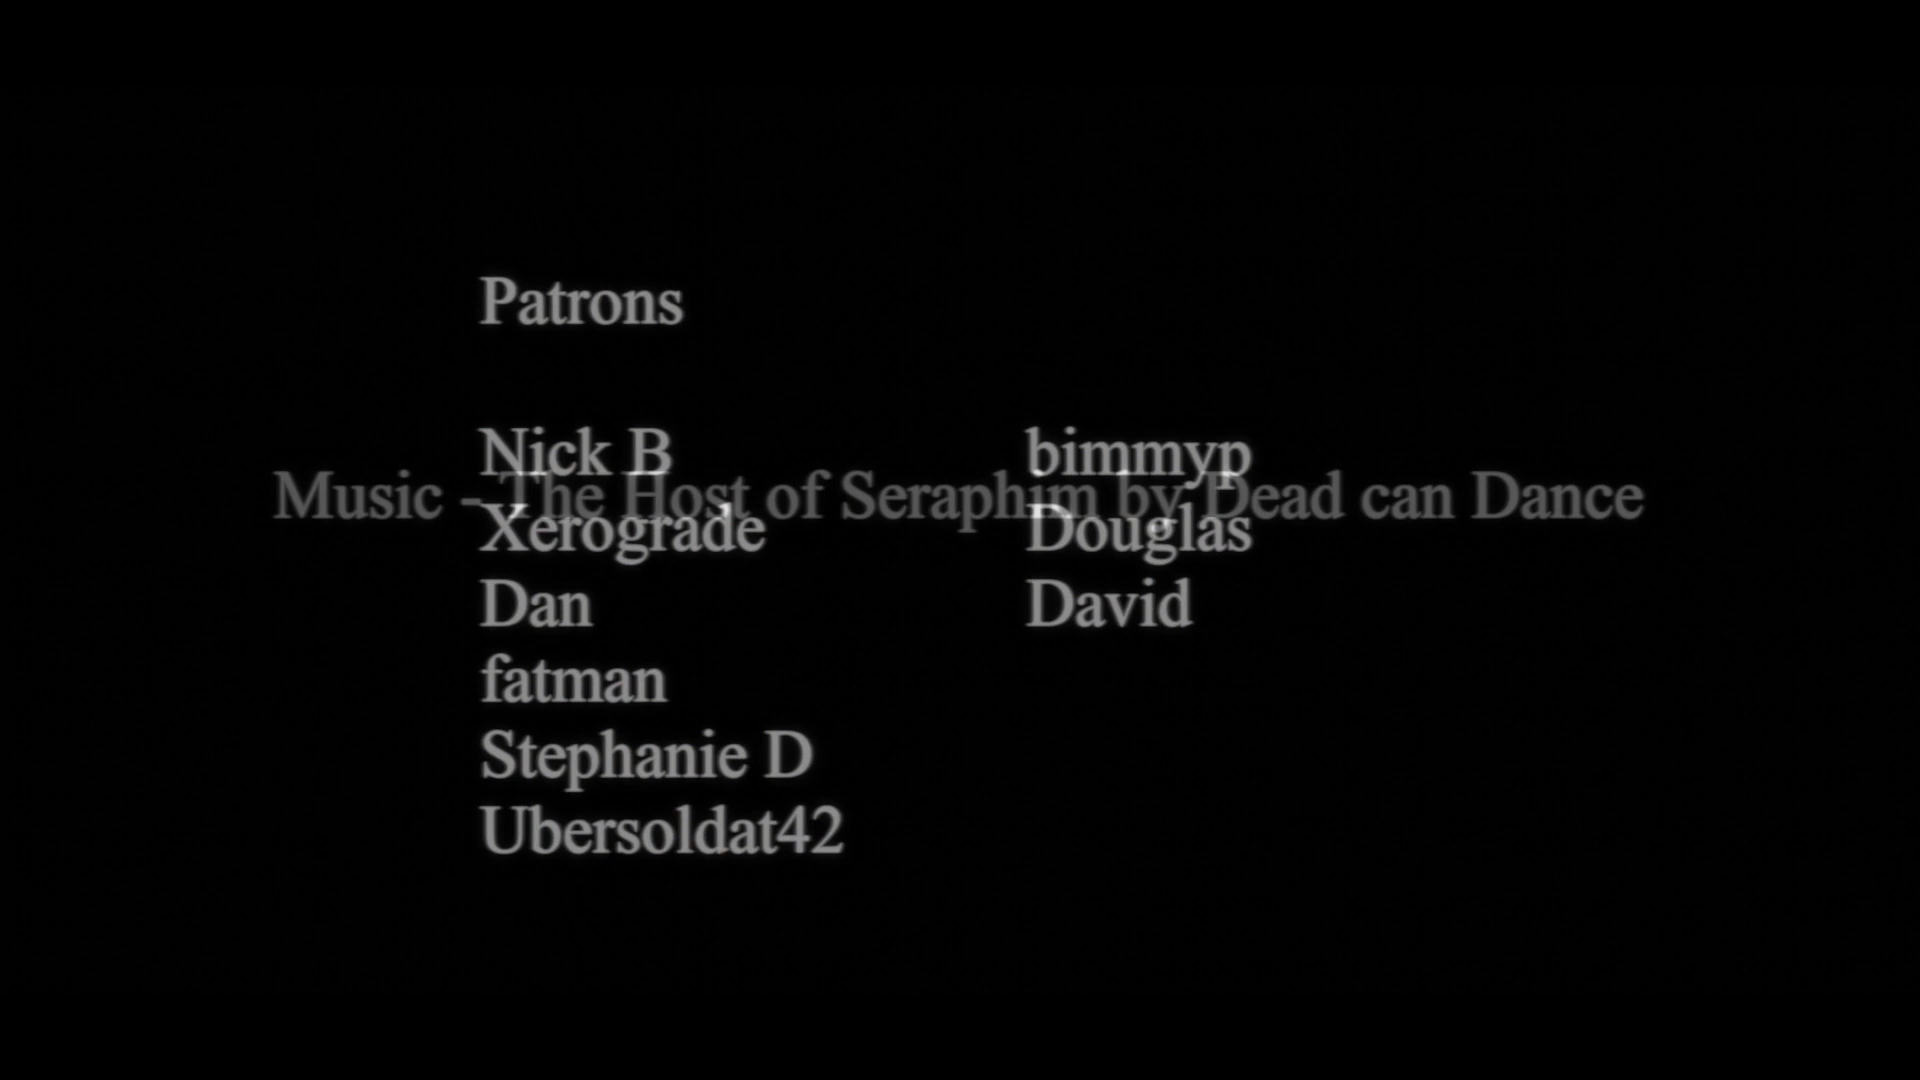 Patrons
Nick B
bimmyp
Music - The Host of Seraphim by Dead can Dance
Xerograde
Douglas
Dan
David
fatman
Stephanie D
Ubersoldat42